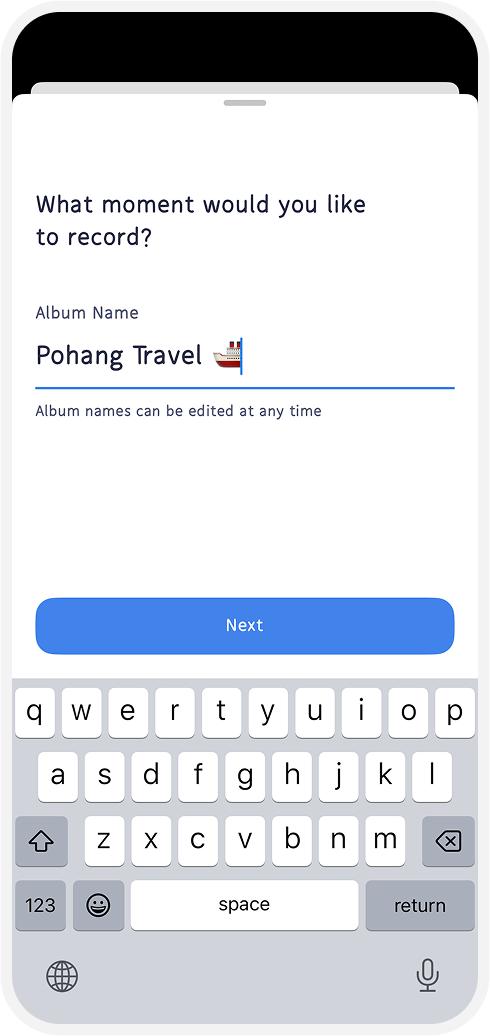 What moment would you like
to record?
Album Name
Pohang Travel 🚢
Album names can be edited at any time
Next
q w e r t y u i o p
a s d f g h j k l
z x c v b n m
123 space return